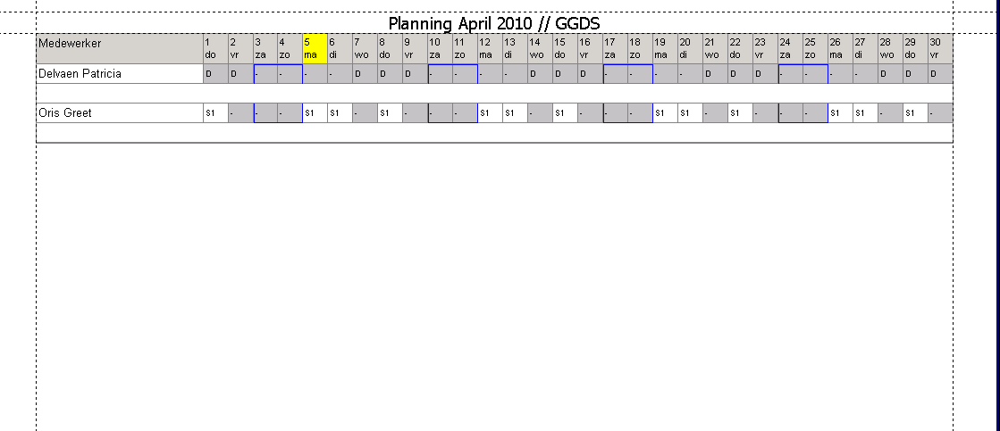 Planning April 2010 // GGDS
Medewerker 1 2 3 4 5 6 7 8 9 10 11 12 13 14 15 16 17 18 19 20 21 22 23 24 25 26 27 28 29 30
do vr za zo ma di wo do vr za zo ma di wo do vr za zo ma di wo do vr za zo ma di wo do vr
Delvaen Patricia D D - - - - D D D - - - - D D D - - - - D D D - - - - D D D
Oris Greet S1 - - - S1 S1 - S1 - - - S1 S1 - S1 - - - S1 S1 - S1 - - - S1 S1 - S1 -